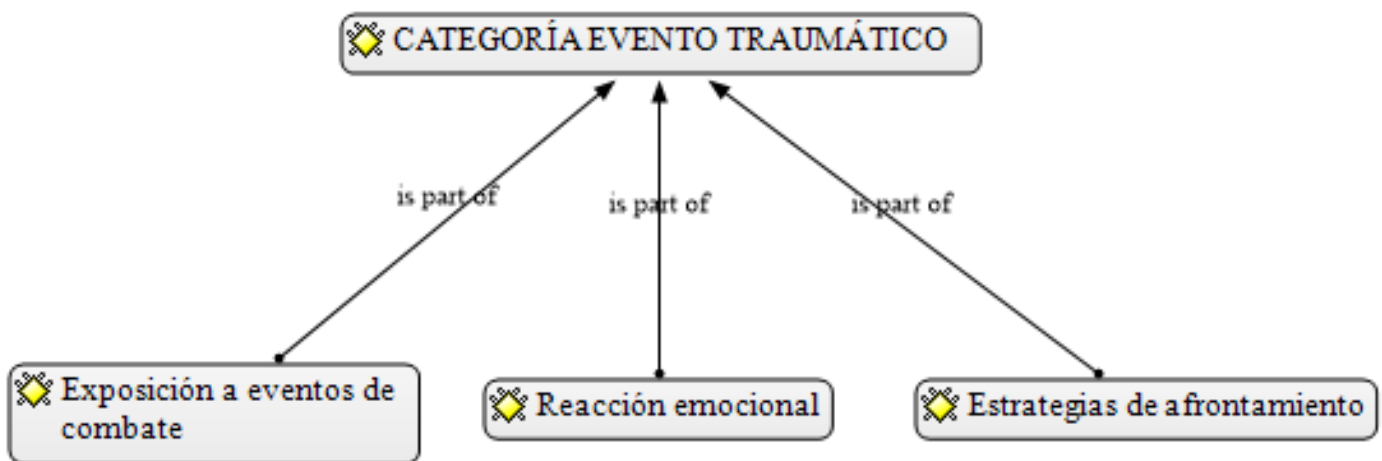 CATEGORÍA EVENTO TRAUMÁTICO
is part of
is part of
is part of
Exposición a eventos de
combate
Reacción emocional
Estrategias de afrontamiento